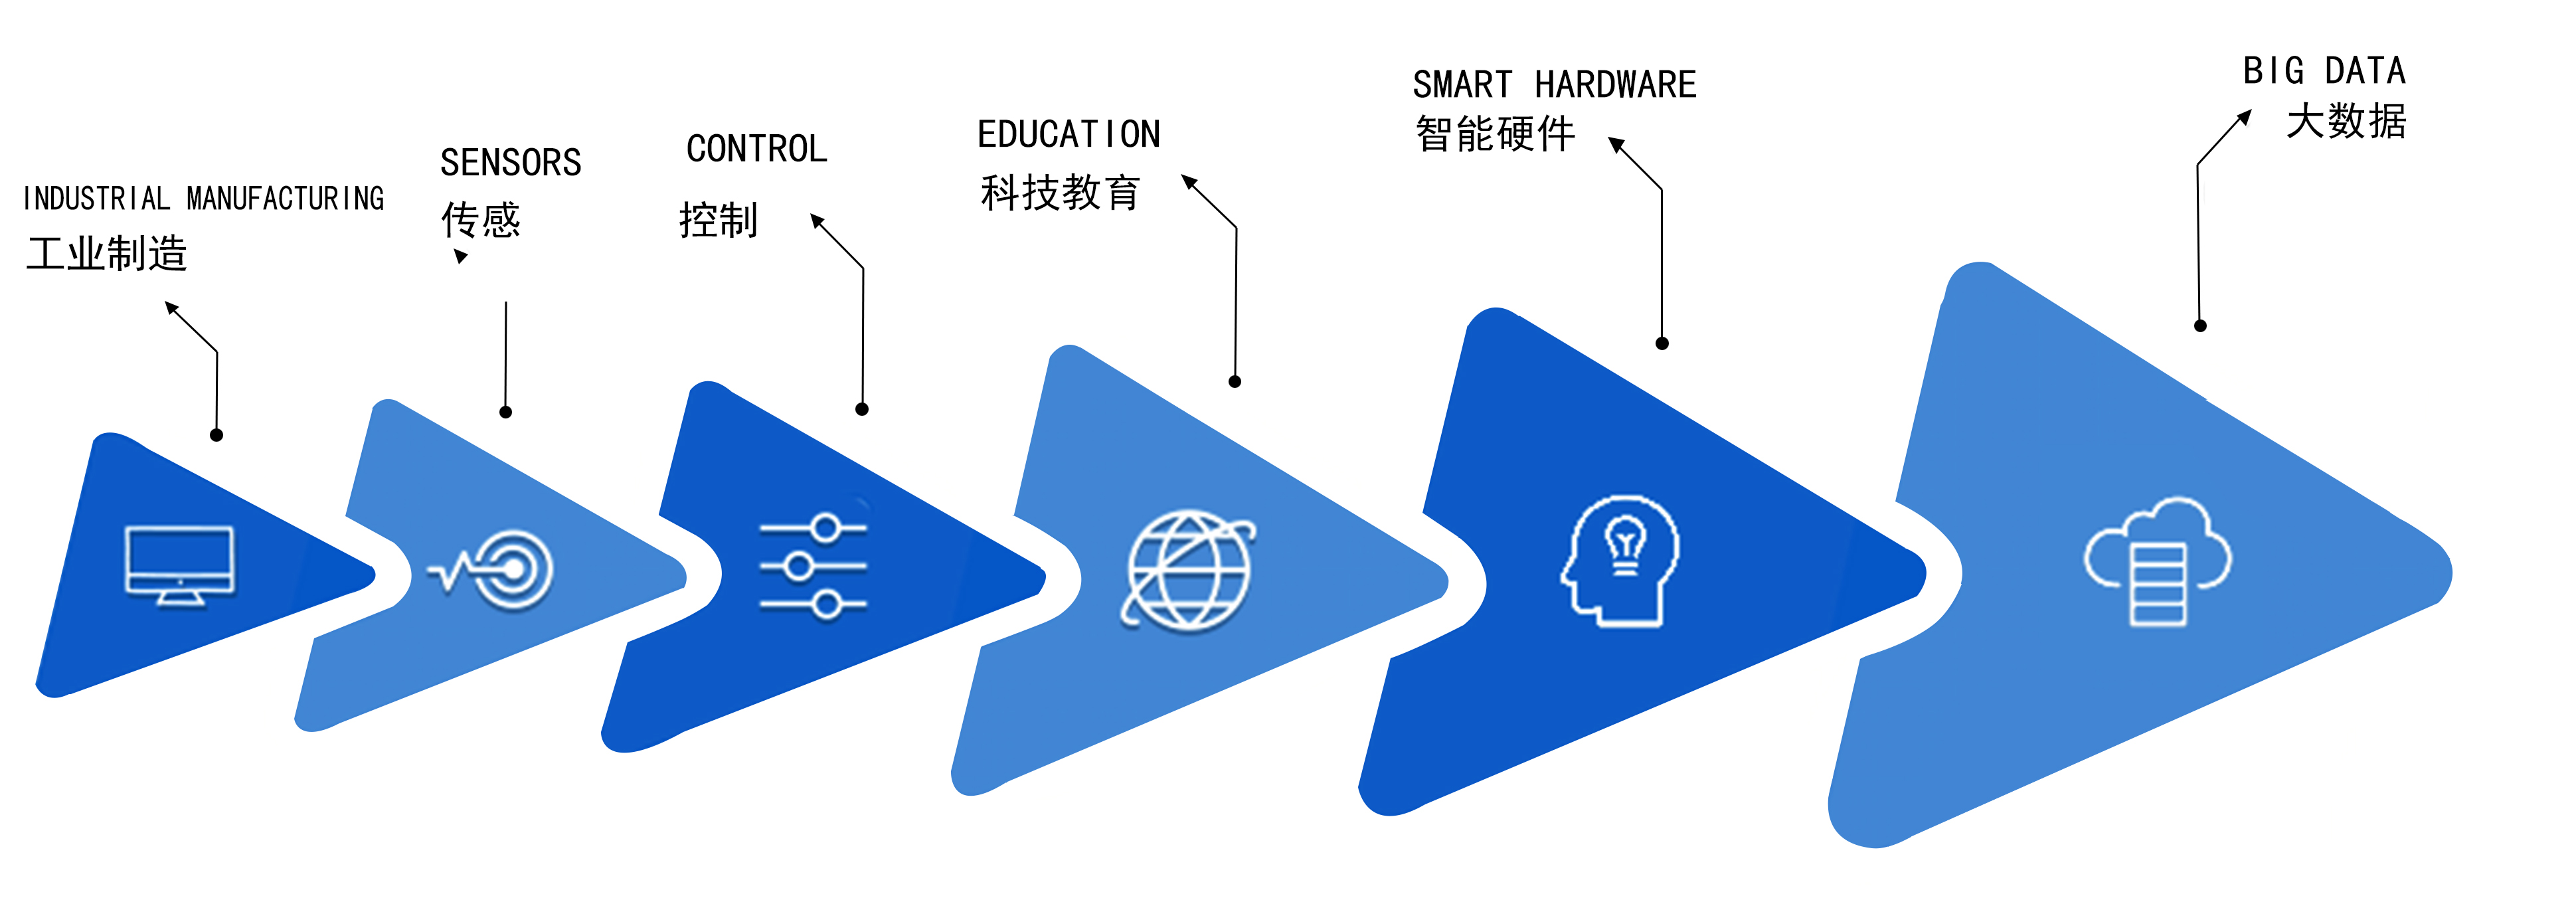 INDUSTRIAL MANUFACTURING
工业制造
SENSORS
传感
CONTROL
控制
EDUCATION
科技教育
SMART HARDWARE
智能硬件
BIG DATA
大数据